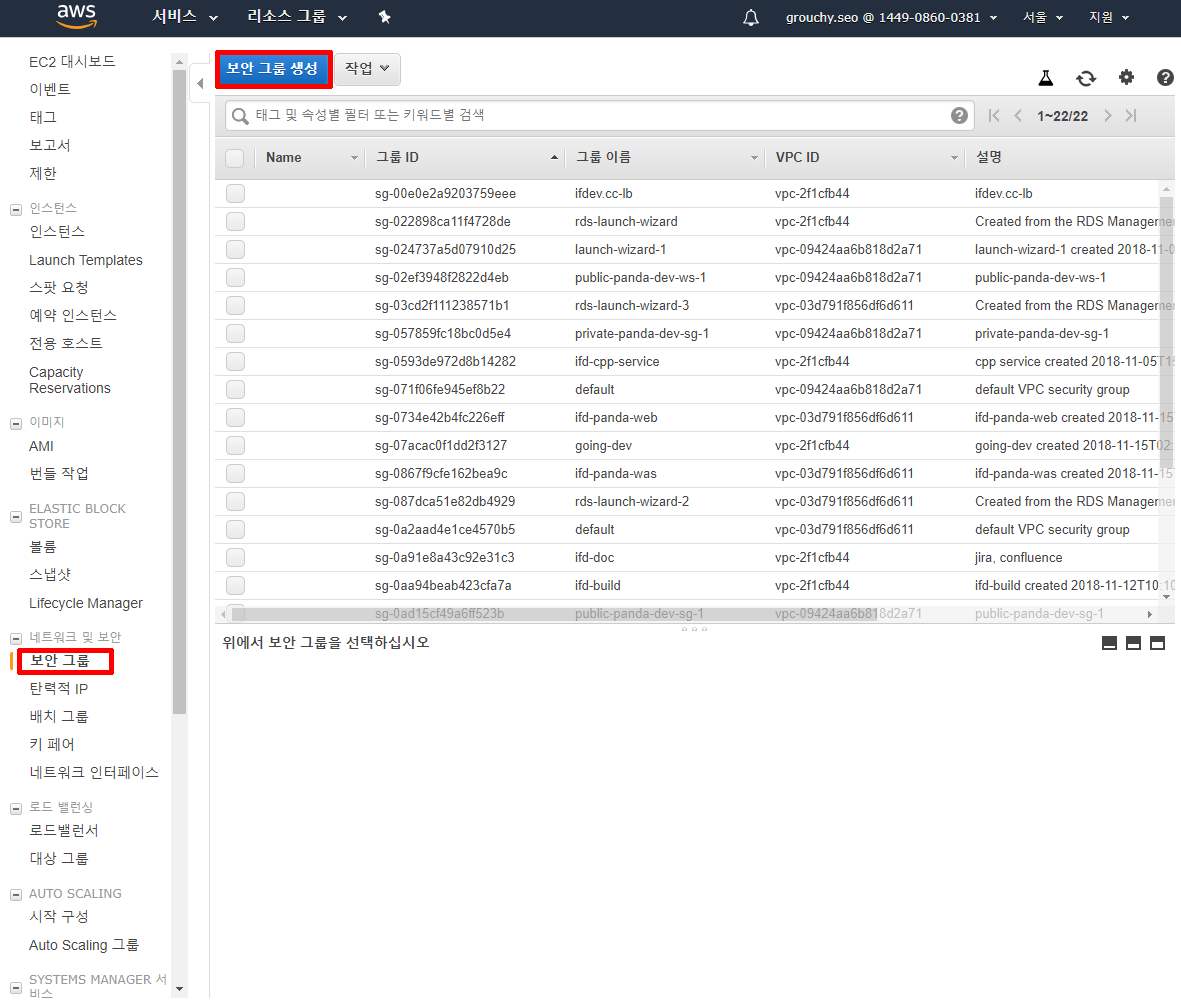 aws 서비스 리소스 그룹 grouchy.seo @ 1449-0860-0381 서울 지원
EC2 대시보드
이벤트
태그
보고서
제한
인스턴스
인스턴스
Launch Templates
스팟 요청
예약 인스턴스
전용 호스트
Capacity
Reservations
이미지
AMI
번들 작업
ELASTIC BLOCK
STORE
볼륨
스냅샷
Lifecycle Manager
네트워크 및 보안
보안 그룹
탄력적 IP
배치 그룹
키 페어
네트워크 인터페이스
로드 밸런싱
로드밸런서
대상 그룹
AUTO SCALING
시작 구성
Auto Scaling 그룹
SYSTEMS MANAGER 서
비스
보안 그룹 생성 작업
태그 및 속성별 필터 또는 키워드별 검색 1~22/22
Name 그룹 ID 그룹 이름 VPC ID 설명
sg-00e0e2a9203759eee ifdev.cc-lb vpc-2f1cfb44 ifdev.cc-lb
sg-022898ca11f4728de rds-launch-wizard vpc-2f1cfb44 Created from the RDS Manageme
sg-024737a5d07910d25 launch-wizard-1 vpc-09424aa6b818d2a71 launch-wizard-1 created 2018-11-0
sg-02ef3948f2822d4eb public-panda-dev-ws-1 vpc-09424aa6b818d2a71 public-panda-dev-ws-1
sg-03cd2f111238571b1 rds-launch-wizard-3 vpc-03d791f856df6d611 Created from the RDS Manageme
sg-057859fc18bc0d5e4 private-panda-dev-sg-1 vpc-09424aa6b818d2a71 private-panda-dev-sg-1
sg-0593de972d8b14282 ifd-cpp-service vpc-2f1cfb44 cpp service created 2018-11-05T15
sg-071f06fe945ef8b22 default vpc-09424aa6b818d2a71 default VPC security group
sg-0734e42b4fc226eff ifd-panda-web vpc-03d791f856df6d611 ifd-panda-web created 2018-11-15
sg-07acac0f1dd2f3127 going-dev vpc-2f1cfb44 going-dev created 2018-11-15T02:
sg-0867f9cfe162bea9c ifd-panda-was vpc-03d791f856df6d611 ifd-panda-was created 2018-11-15
sg-087dca51e82db4929 rds-launch-wizard-2 vpc-03d791f856df6d611 Created from the RDS Manageme
sg-0a2aad4e1ce4570b5 default vpc-03d791f856df6d611 default VPC security group
sg-0a91e8a43c92e31c3 ifd-doc vpc-2f1cfb44 jira, confluence
sg-0aa94beab423cfa7a ifd-build vpc-2f1cfb44 ifd-build created 2018-11-12T10:10
sg-0ad15cf49a6ff523b public-panda-dev-sg-1 vpc-09424aa6b818d2a71 public-panda-dev-sg-1
위에서 보안 그룹을 선택하십시오